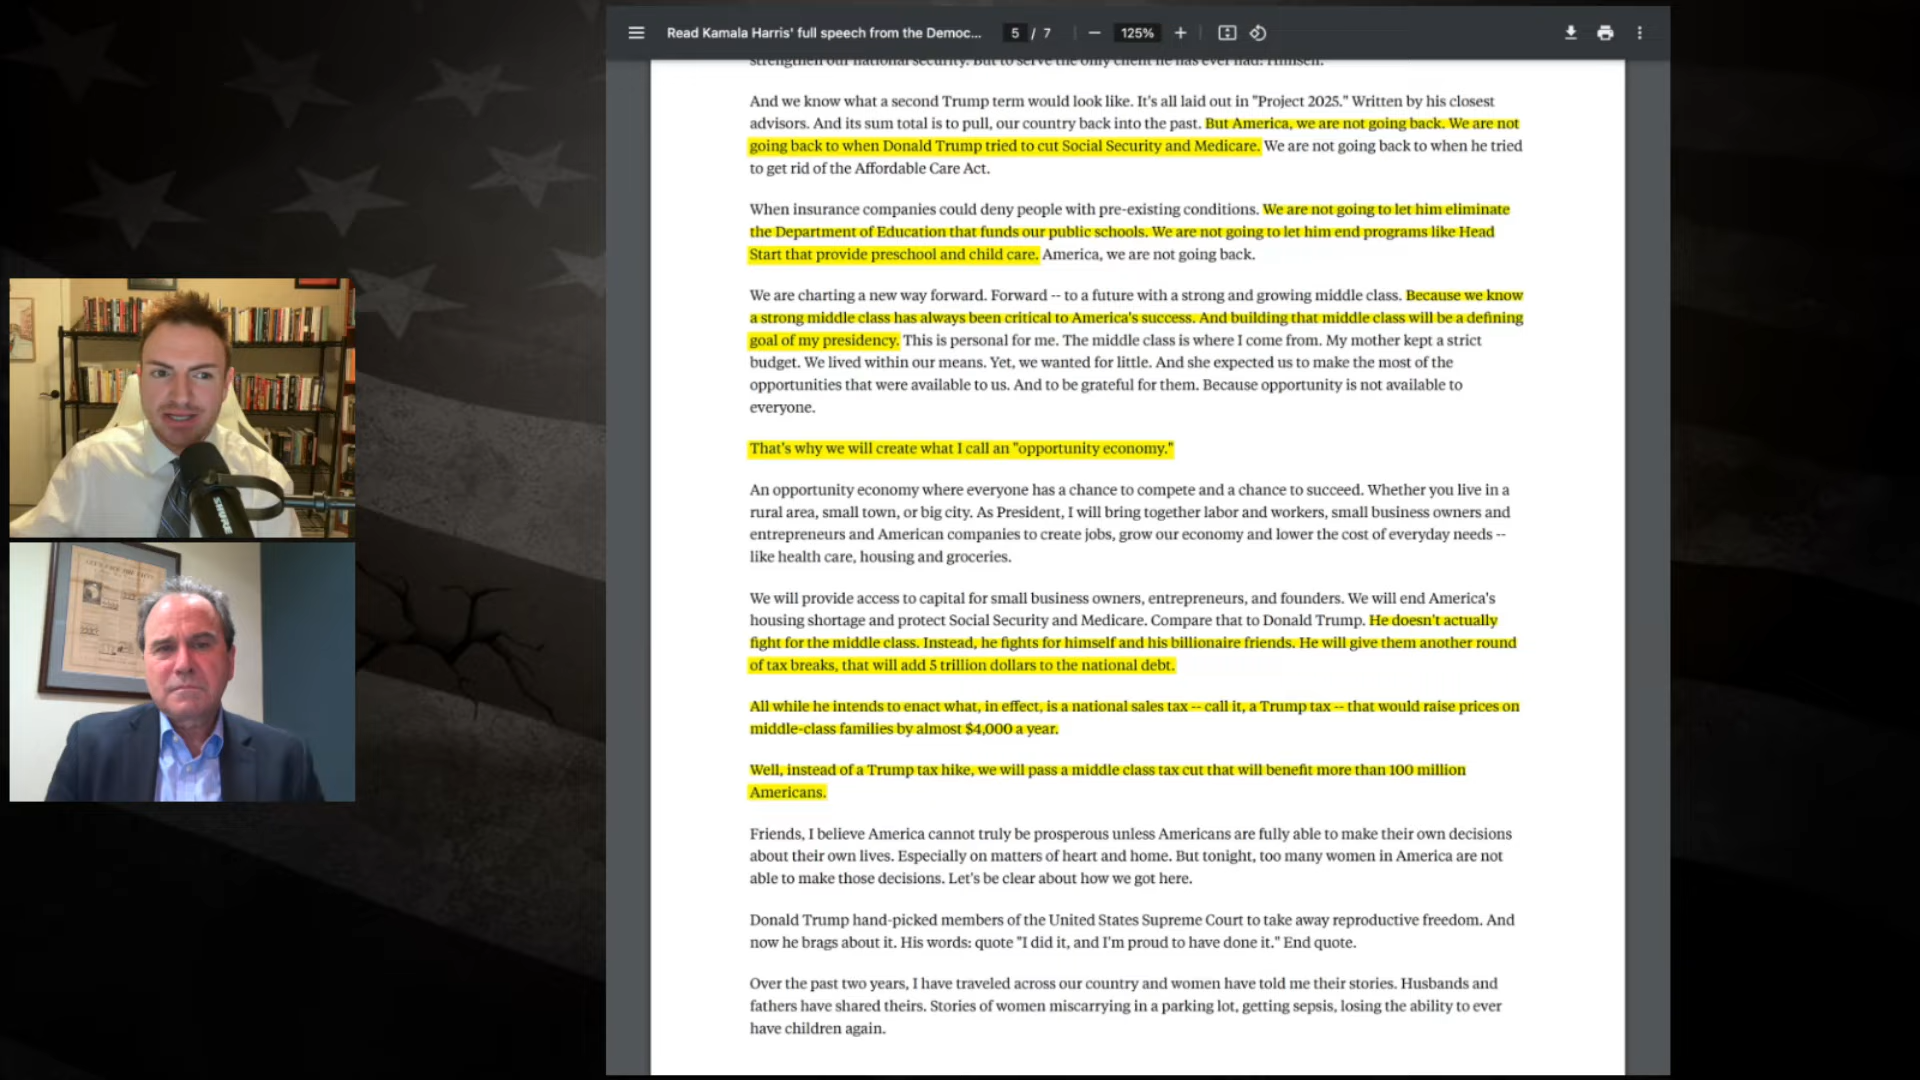 Read Kamala Harris' full speech from the Democ...
5 / 7
125%
strengthen our national security. But to serve the only client he has ever had: Himself.
And we know what a second Trump term would look like. It's all laid out in "Project 2025." Written by his closest
advisors. And its sum total is to pull, our country back into the past. But America, we are not going back. We are not
going back to when Donald Trump tried to cut Social Security and Medicare. We are not going back to when he tried
to get rid of the Affordable Care Act.
When insurance companies could deny people with pre-existing conditions. We are not going to let him eliminate
the Department of Education that funds our public schools. We are not going to let him end programs like Head
Start that provide preschool and child care. America, we are not going back.
We are charting a new way forward. Forward -- to a future with a strong and growing middle class. Because we know
a strong middle class has always been critical to America's success. And building that middle class will be a defining
goal of my presidency. This is personal for me. The middle class is where I come from. My mother kept a strict
budget. We lived within our means. Yet, we wanted for little. And she expected us to make the most of the
opportunities that were available to us. And to be grateful for them. Because opportunity is not available to
everyone.
That's why we will create what I call an "opportunity economy."
An opportunity economy where everyone has a chance to compete and a chance to succeed. Whether you live in a
rural area, small town, or big city. As President, I will bring together labor and workers, small business owners and
entrepreneurs and American companies to create jobs, grow our economy and lower the cost of everyday needs --
like health care, housing and groceries.
We will provide access to capital for small business owners, entrepreneurs, and founders. We will end America's
housing shortage and protect Social Security and Medicare. Compare that to Donald Trump. He doesn't actually
fight for the middle class. Instead, he fights for himself and his billionaire friends. He will give them another round
of tax breaks, that will add 5 trillion dollars to the national debt.
All while he intends to enact what, in effect, is a national sales tax -- call it, a Trump tax -- that would raise prices on
middle-class families by almost $4,000 a year.
Well, instead of a Trump tax hike, we will pass a middle class tax cut that will benefit more than 100 million
Americans.
Friends, I believe America cannot truly be prosperous unless Americans are fully able to make their own decisions
about their own lives. Especially on matters of heart and home. But tonight, too many women in America are not
able to make those decisions. Let's be clear about how we got here.
Donald Trump hand-picked members of the United States Supreme Court to take away reproductive freedom. And
now he brags about it. His words: quote "I did it, and I'm proud to have done it." End quote.
Over the past two years, I have traveled across our country and women have told me their stories. Husbands and
fathers have shared theirs. Stories of women miscarrying in a parking lot, getting sepsis, losing the ability to ever
have children again.
SHURE